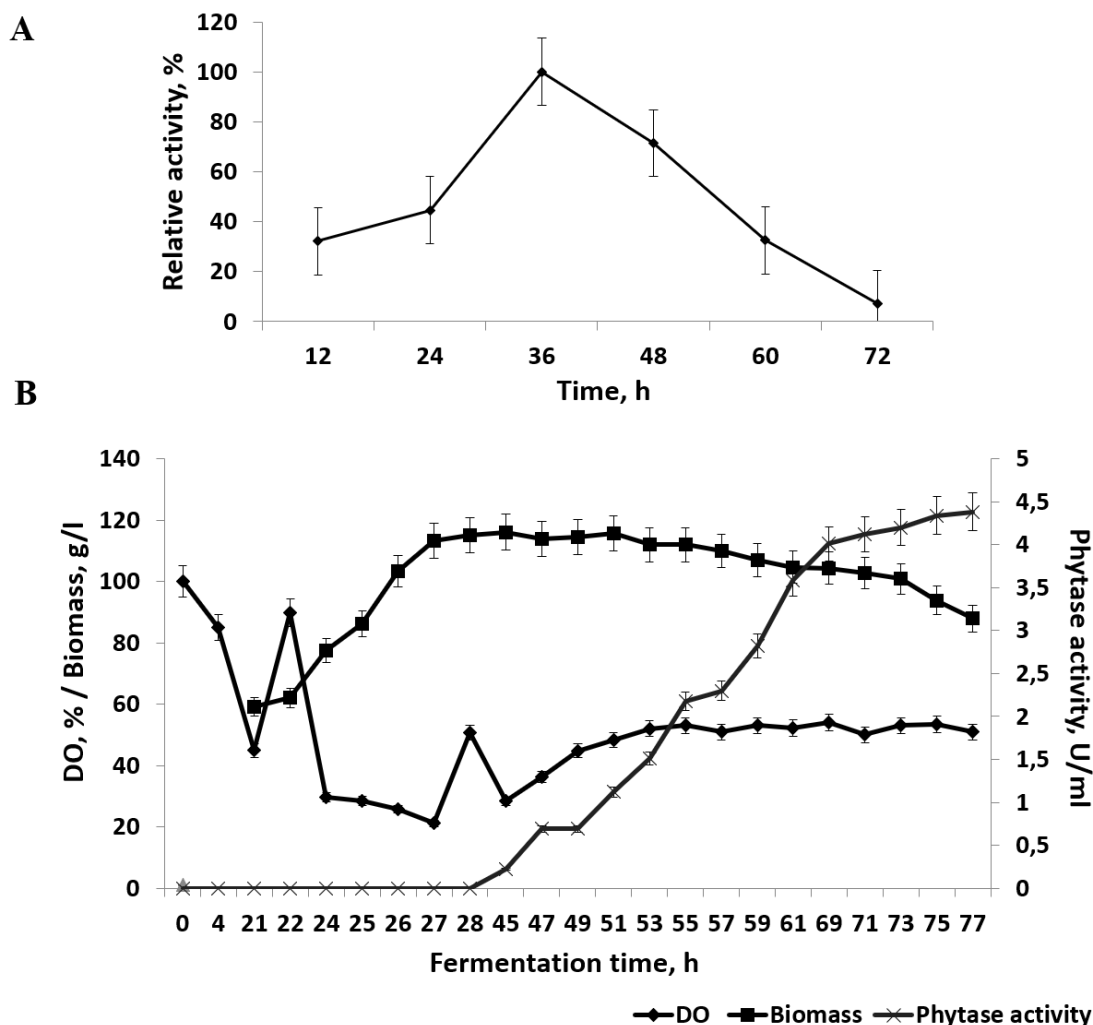 A
Relative activity, %
120
100
80
60
40
20
0
12 24 36 48 60 72
Time, h
B
DO, % / Biomass, g/l
140
120
100
80
60
40
20
0
5
4,5
4
3,5
3
2,5
2
1,5
1
0,5
0
Phytase activity, U/ml
0 4 21 22 24 25 26 27 28 45 47 49 51 53 55 57 59 61 69 71 73 75 77
Fermentation time, h
DO Biomass Phytase activity